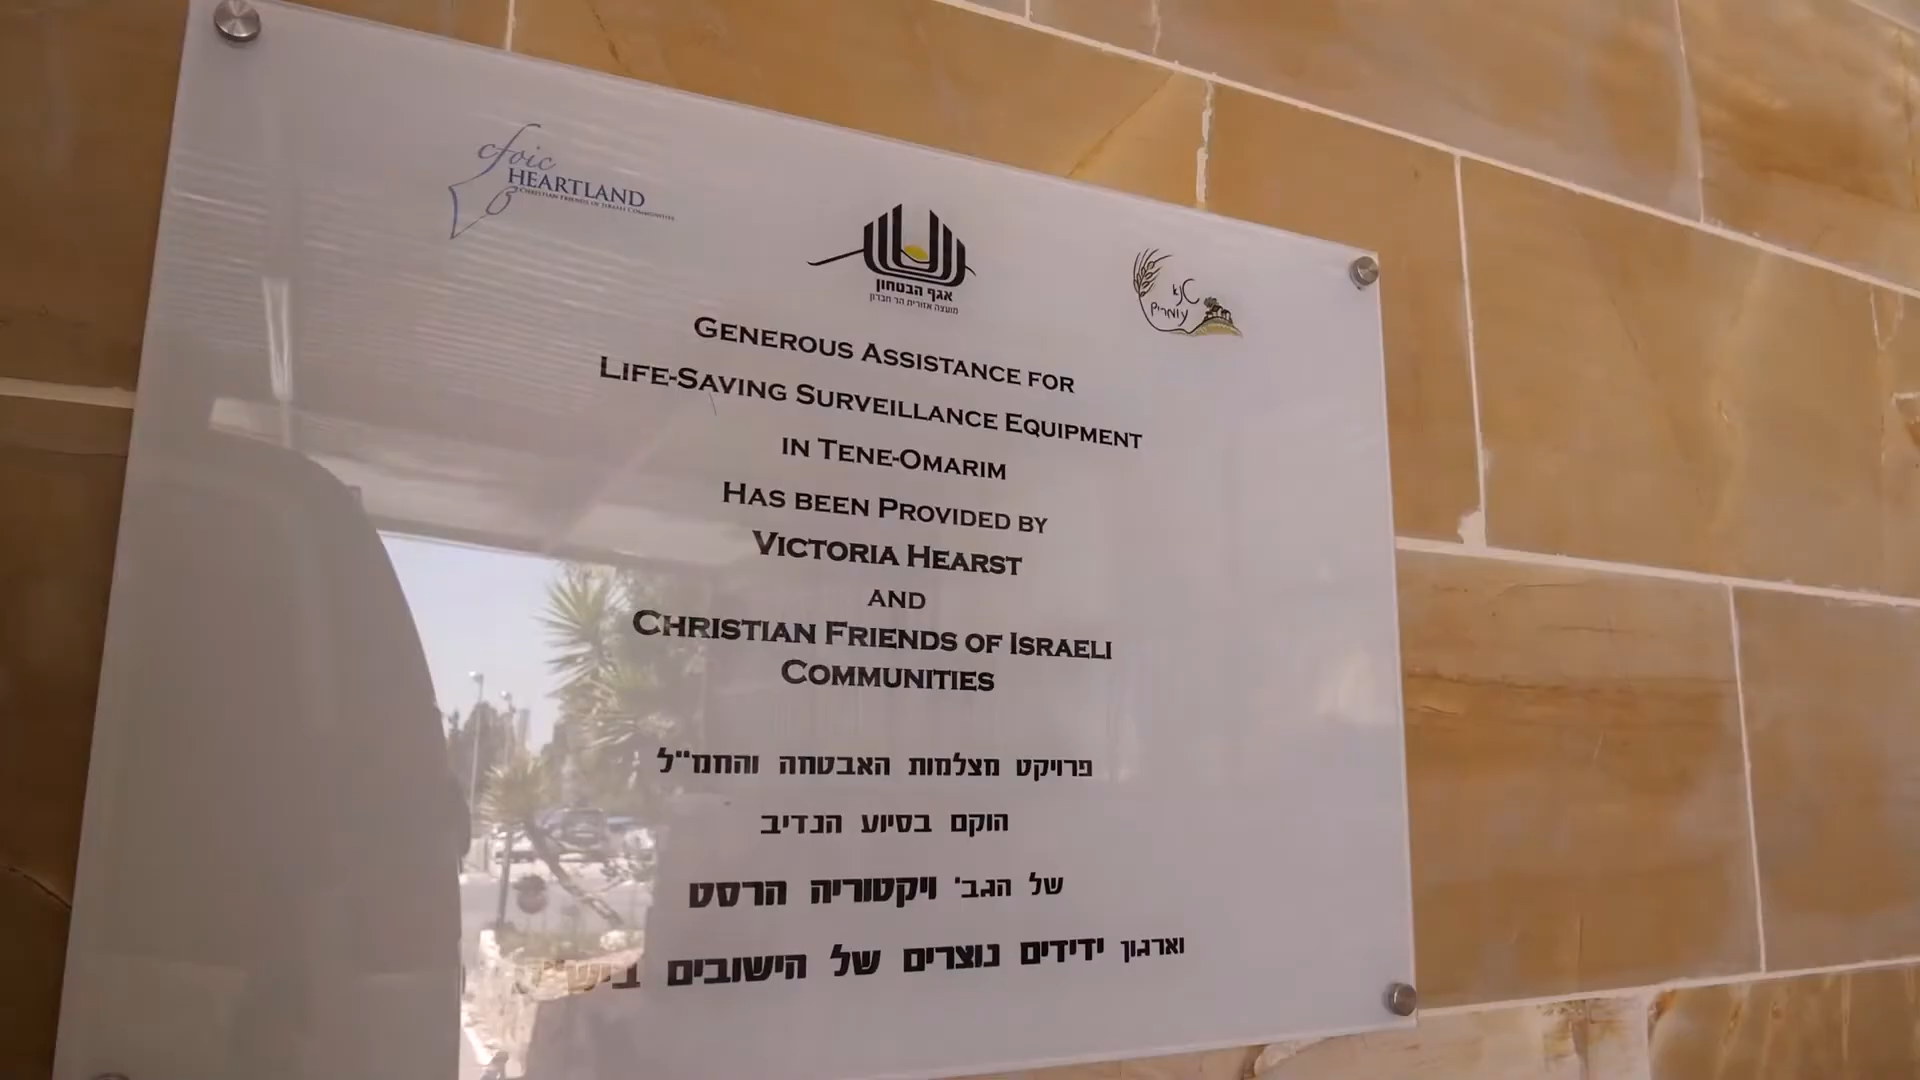 cfoic
HEARTLAND
CHRISTIAN FRIENDS OF ISRAELI COMMUNITIES
אגף הבטחון
מועצה אזורית הר חברון
טנא
עומרים
GENEROUS ASSISTANCE FOR
LIFE-SAVING SURVEILLANCE EQUIPMENT
IN TENE-OMARIM
HAS BEEN PROVIDED BY
VICTORIA HEARST
AND
CHRISTIAN FRIENDS OF ISRAELI
COMMUNITIES
פרויקט מצלמות האבטחה והחמ"ל
הוקם בסיוע הנדיב
של הגב' ויקטוריה הרסט
וארגון ידידים נוצרים של הישובים